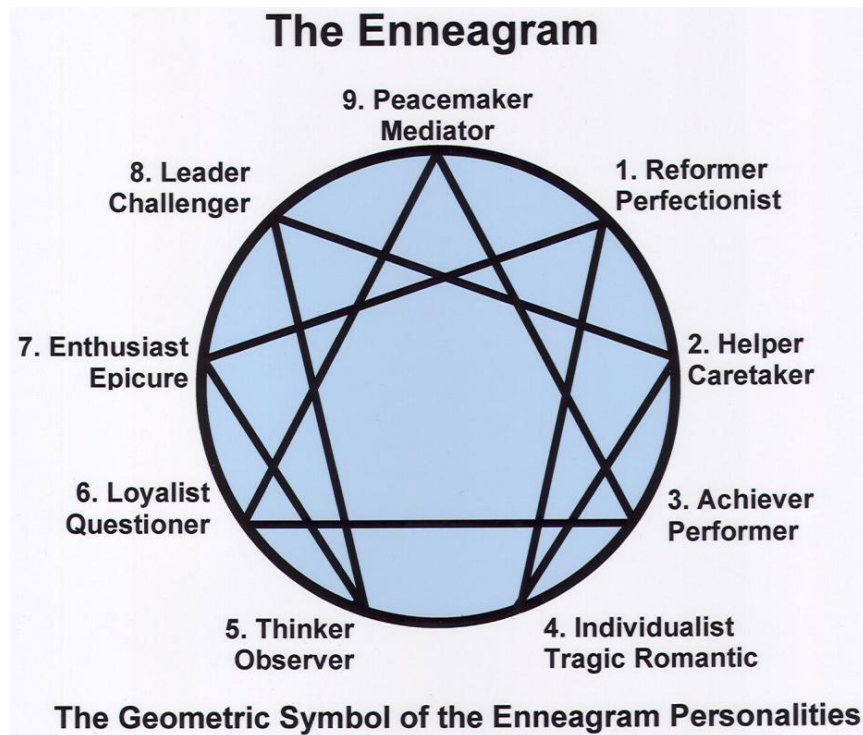 The Enneagram
9. Peacemaker
Mediator
8. Leader
Challenger
1. Reformer
Perfectionist
7. Enthusiast
Epicure
2. Helper
Caretaker
6. Loyalist
Questioner
3. Achiever
Performer
5. Thinker
Observer
4. Individualist
Tragic Romantic
The Geometric Symbol of the Enneagram Personalities